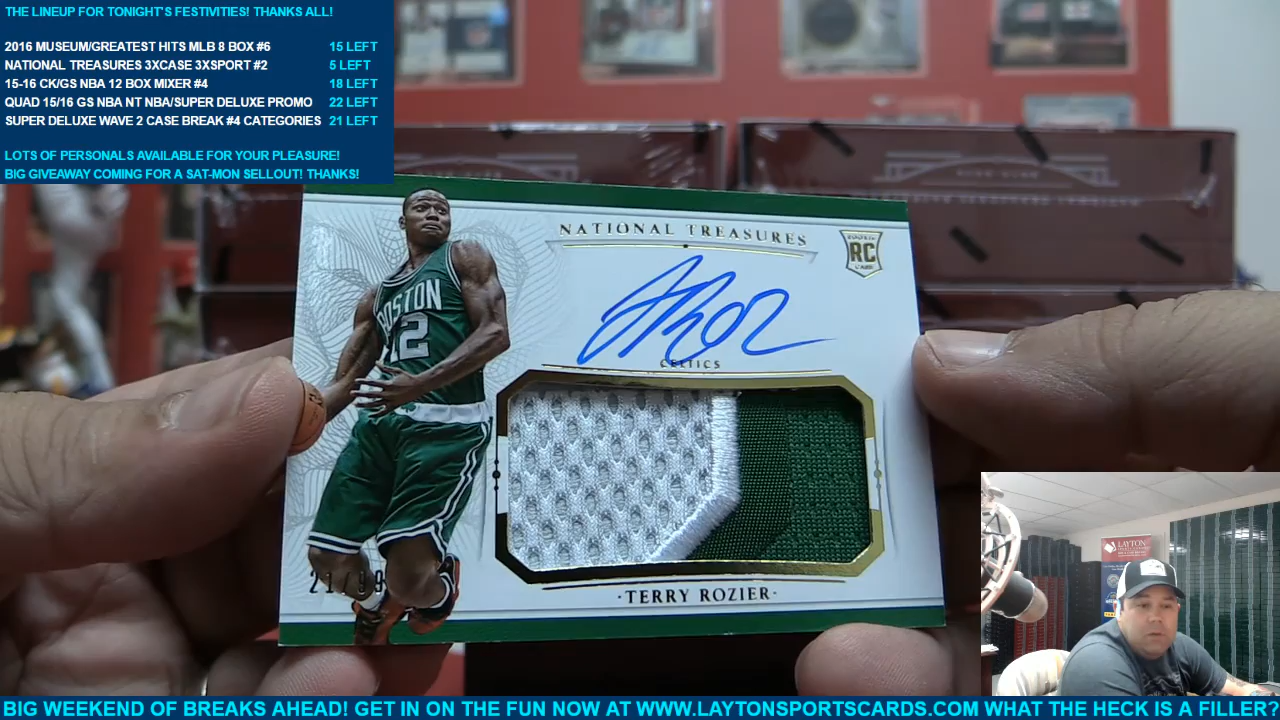 THE LINEUP FOR TONIGHT'S FESTIVITIES! THANKS ALL!
2016 MUSEUM/GREATEST HITS MLB 8 BOX #6 15 LEFT
NATIONAL TREASURES 3XCASE 3XSPORT #2 5 LEFT
15-16 CK/GS NBA 12 BOX MIXER #4 18 LEFT
QUAD 15/16 GS NBA NT NBA/SUPER DELUXE PROMO 22 LEFT
SUPER DELUXE WAVE 2 CASE BREAK #4 CATEGORIES 21 LEFT
LOTS OF PERSONALS AVAILABLE FOR YOUR PLEASURE!
BIG GIVEAWAY COMING FOR A SAT-MON SELLOUT! THANKS!
NATIONAL TREASURES
ROOKIE
RC
CARD
BOSTON
12
CELTICS
21/99
·TERRY ROZIER·
LAYTON
BIG WEEKEND OF BREAKS AHEAD! GET IN ON THE FUN NOW AT WWW.LAYTONSPORTSCARDS.COM WHAT THE HECK IS A FILLER?